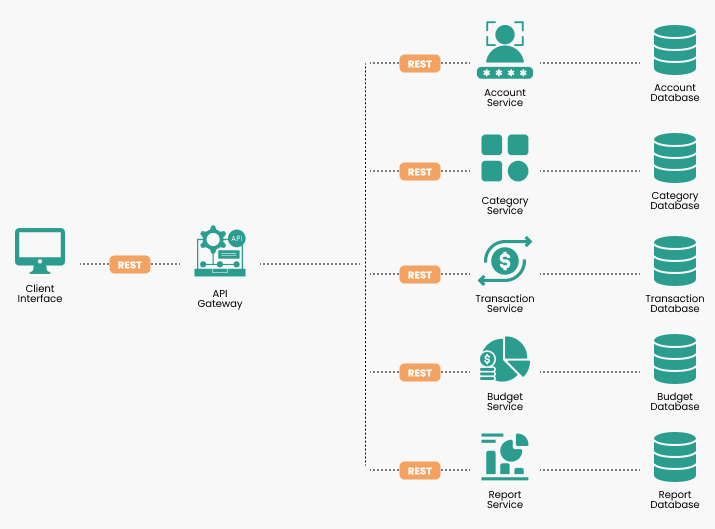 REST
Account
Service
Account
Database
REST
Category
Service
Category
Database
REST
Client
Interface
API
API
Gateway
REST
$
Transaction
Service
Transaction
Database
REST
$
Budget
Service
Budget
Database
REST
Report
Service
Report
Database